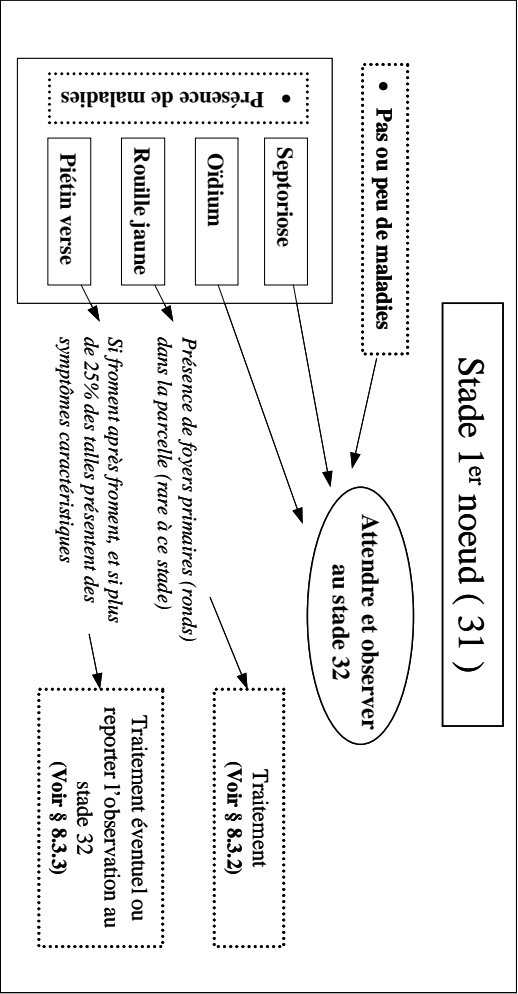 Stade 1er noeud ( 31 )
• Pas ou peu de maladies
Attendre et observer
au stade 32
• Présence de maladies
Septoriose
Oïdium
Rouille jaune
Piétin verse
Présence de foyers primaires (ronds)
dans la parcelle (rare à ce stade)
Traitement
(Voir § 8.3.2)
Si froment après froment, et si plus
de 25% des talles présentent des
symptômes caractéristiques
Traitement éventuel ou
reporter l'observation au
stade 32
(Voir § 8.3.3)